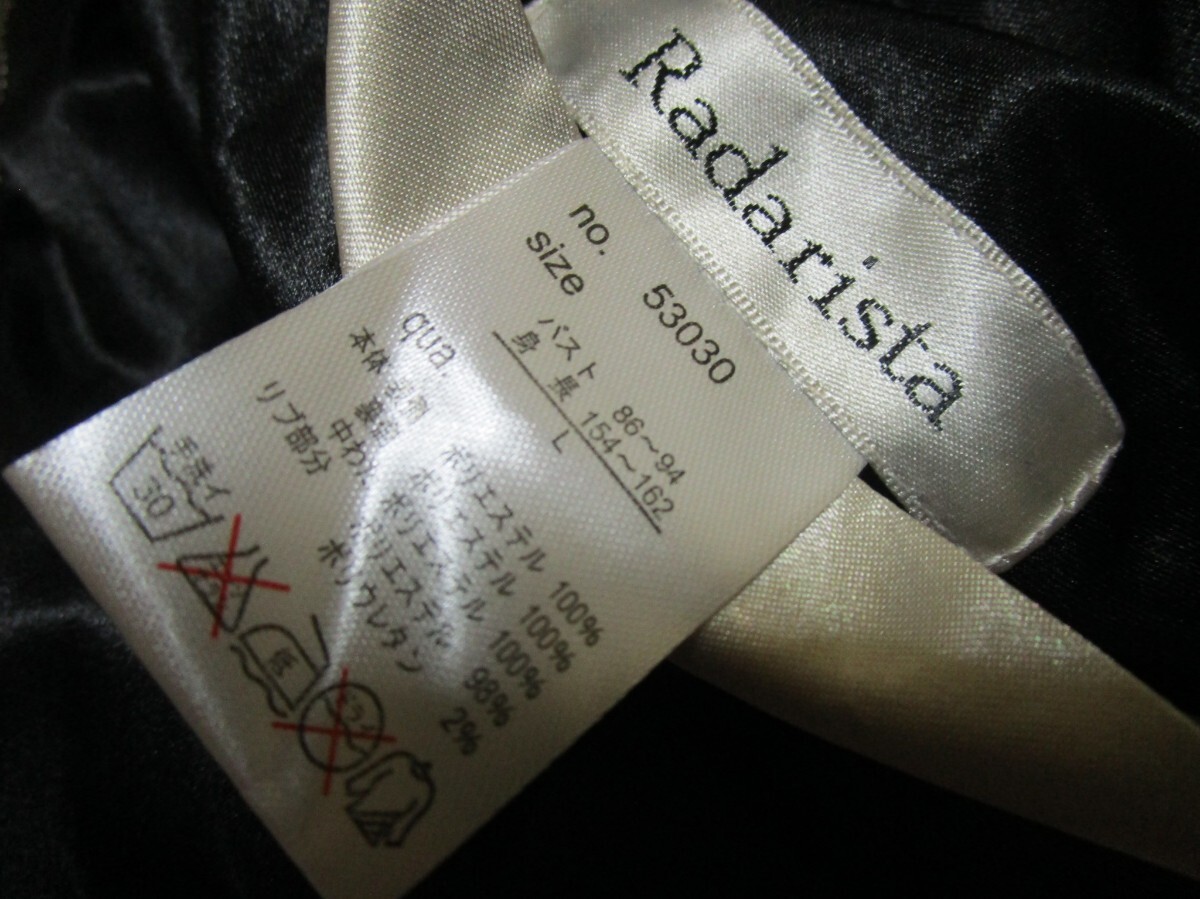 Radarista
no. 53030
size
バスト 86～94
身 長 154～162
L
qua.
本体 ポリエステル 100%
ポリエステル 100%
中わた ポリエステル 100%
リブ部分 ポリエステル 98%
ポリウレタン 2%
手洗イ
30
低